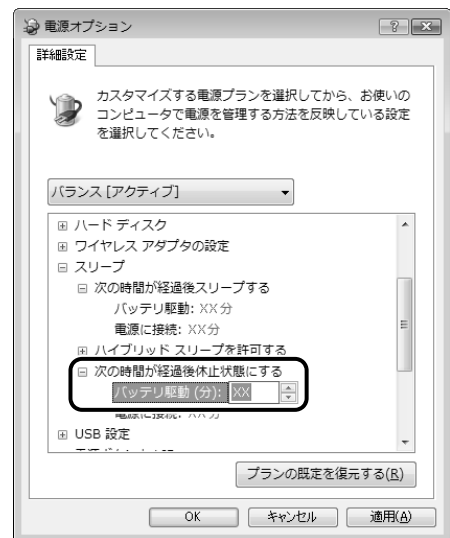 電源オプション
詳細設定
カスタマイズする電源プランを選択してから、お使いの
コンピュータで電源を管理する方法を反映している設定
を選択してください。
バランス [アクティブ]
ハード ディスク
ワイヤレス アダプタの設定
スリープ
次の時間が経過後スリープする
バッテリ駆動: XX分
電源に接続: XX分
ハイブリッド スリープを許可する
次の時間が経過後休止状態にする
バッテリ駆動 (分): XX
電源に接続: XX分
USB 設定
プランの既定を復元する(R)
OK
キャンセル
適用(A)